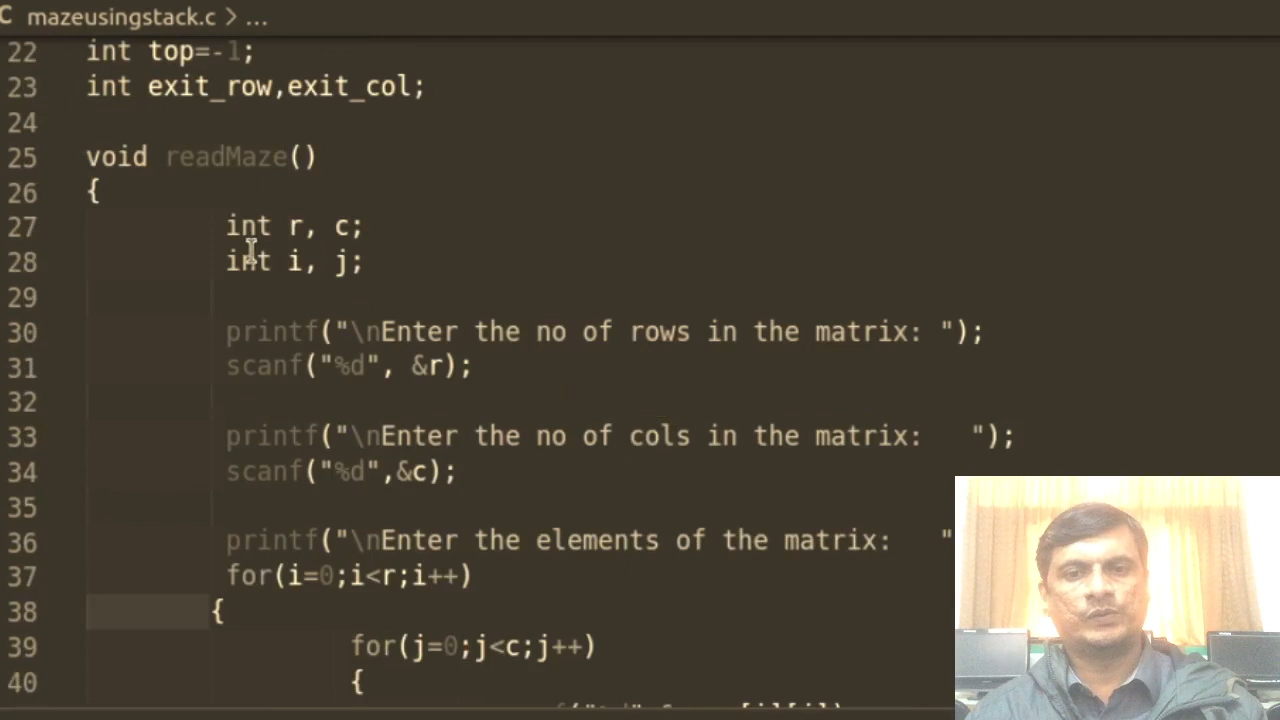 C mazeusingstack.c > ...
22 int top=-1;
23 int exit_row,exit_col;
24
25 void readMaze()
26 {
27 int r, c;
28 int i, j;
29
30 printf("\nEnter the no of rows in the matrix: ");
31 scanf("%d", &r);
32
33 printf("\nEnter the no of cols in the matrix:   ");
34 scanf("%d",&c);
35
36 printf("\nEnter the elements of the matrix:   "
37 for(i=0;i<r;i++)
38 {
39 for(j=0;j<c;j++)
40 {